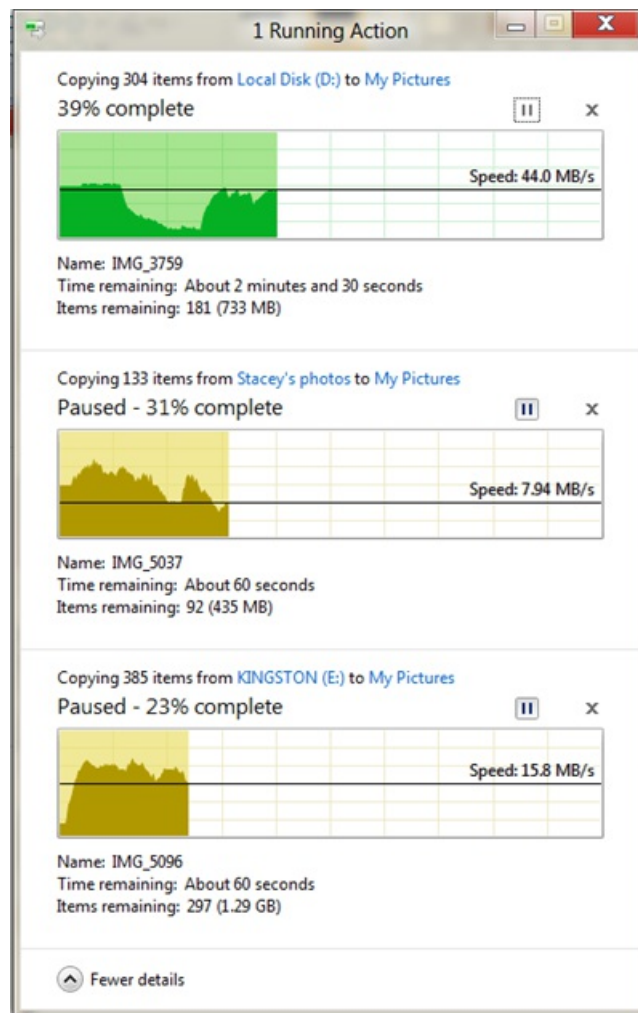 1 Running Action
Copying 304 items from Local Disk (D:) to My Pictures
39% complete
Speed: 44.0 MB/s
Name: IMG_3759
Time remaining: About 2 minutes and 30 seconds
Items remaining: 181 (733 MB)
Copying 133 items from Stacey's photos to My Pictures
Paused - 31% complete
Speed: 7.94 MB/s
Name: IMG_5037
Time remaining: About 60 seconds
Items remaining: 92 (435 MB)
Copying 385 items from KINGSTON (E:) to My Pictures
Paused - 23% complete
Speed: 15.8 MB/s
Name: IMG_5096
Time remaining: About 60 seconds
Items remaining: 297 (1.29 GB)
Fewer details